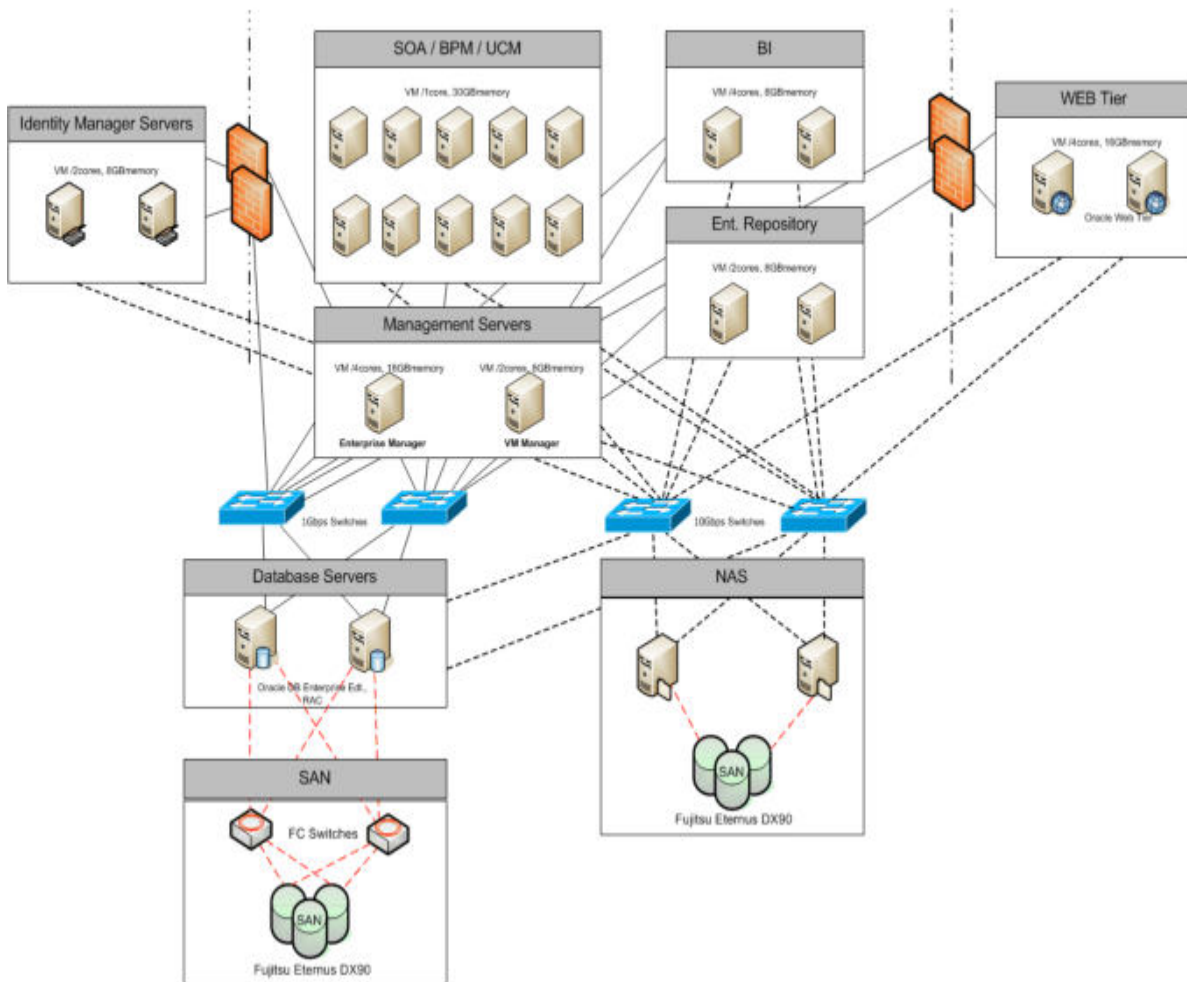 SOA / BPM / UCM
VM /1core, 30GBmemory
BI
VM /4cores, 8GBmemory
WEB Tier
VM /4cores, 16GBmemory
Oracle Web Tier
Identity Manager Servers
VM /2cores, 8GBmemory
Ent. Repository
VM /2cores, 8GBmemory
Management Servers
VM /4cores, 16GBmemory
VM /2cores, 8GBmemory
Enterprise Manager
VM Manager
1Gbps Switches
10Gbps Switches
Database Servers
Oracle DB Enterprise Edt.,
RAC
NAS
SAN
Fujitsu Eternus DX90
SAN
FC Switches
SAN
Fujitsu Eternus DX90